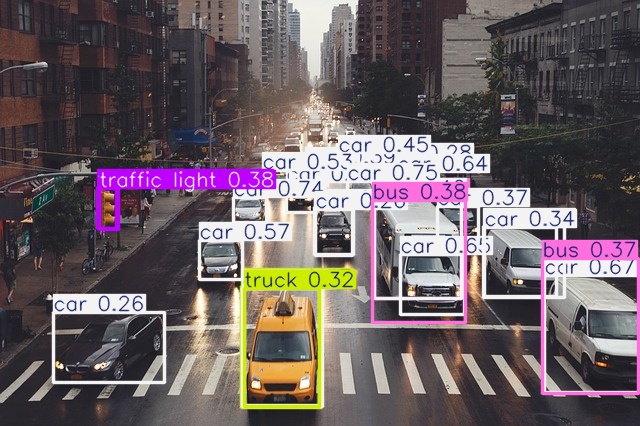 car 0.45
0.28
car 0.53
0.64
car 0.75
traffic light 0.38
0.74
bus 0.38
0.37
car 0.34
car 0.57
car 0.65
bus 0.37
car 0.67
truck 0.32
car 0.26